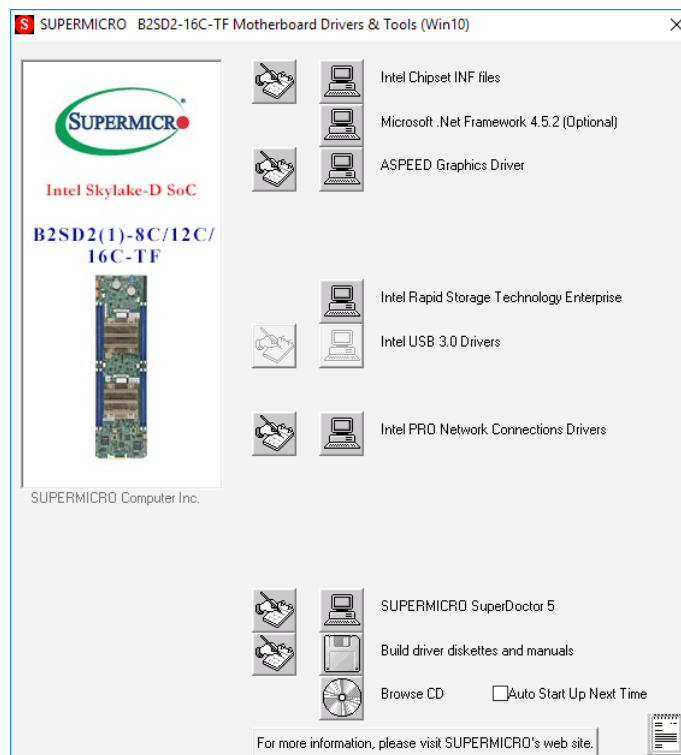 SUPERMICRO B2SD2-16C-TF Motherboard Drivers & Tools (Win10)
SUPERMICRO
Intel Skylake-D SoC
B2SD2(1)-8C/12C/
16C-TF
SUPERMICRO Computer Inc.
Intel Chipset INF files
Microsoft .Net Framework 4.5.2 (Optional)
ASPEED Graphics Driver
Intel Rapid Storage Technology Enterprise
Intel USB 3.0 Drivers
Intel PRO Network Connections Drivers
SUPERMICRO SuperDoctor 5
Build driver diskettes and manuals
Browse CD Auto Start Up Next Time
For more information, please visit SUPERMICRO's web site.